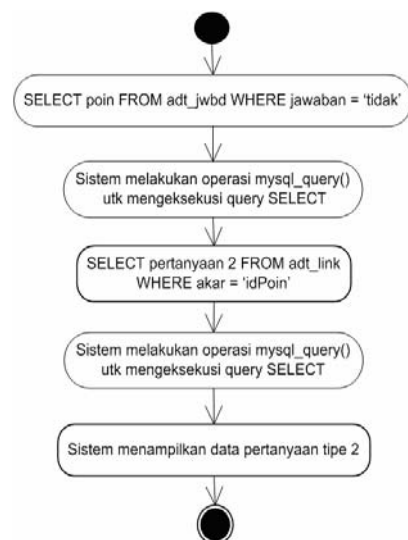 SELECT poin FROM adt_jwbd WHERE jawaban = ‘tidak’
Sistem melakukan operasi mysql_query()
utk mengeksekusi query SELECT
SELECT pertanyaan 2 FROM adt_link
WHERE akar = ‘idPoin’
Sistem melakukan operasi mysql_query()
utk mengeksekusi query SELECT
Sistem menampilkan data pertanyaan tipe 2